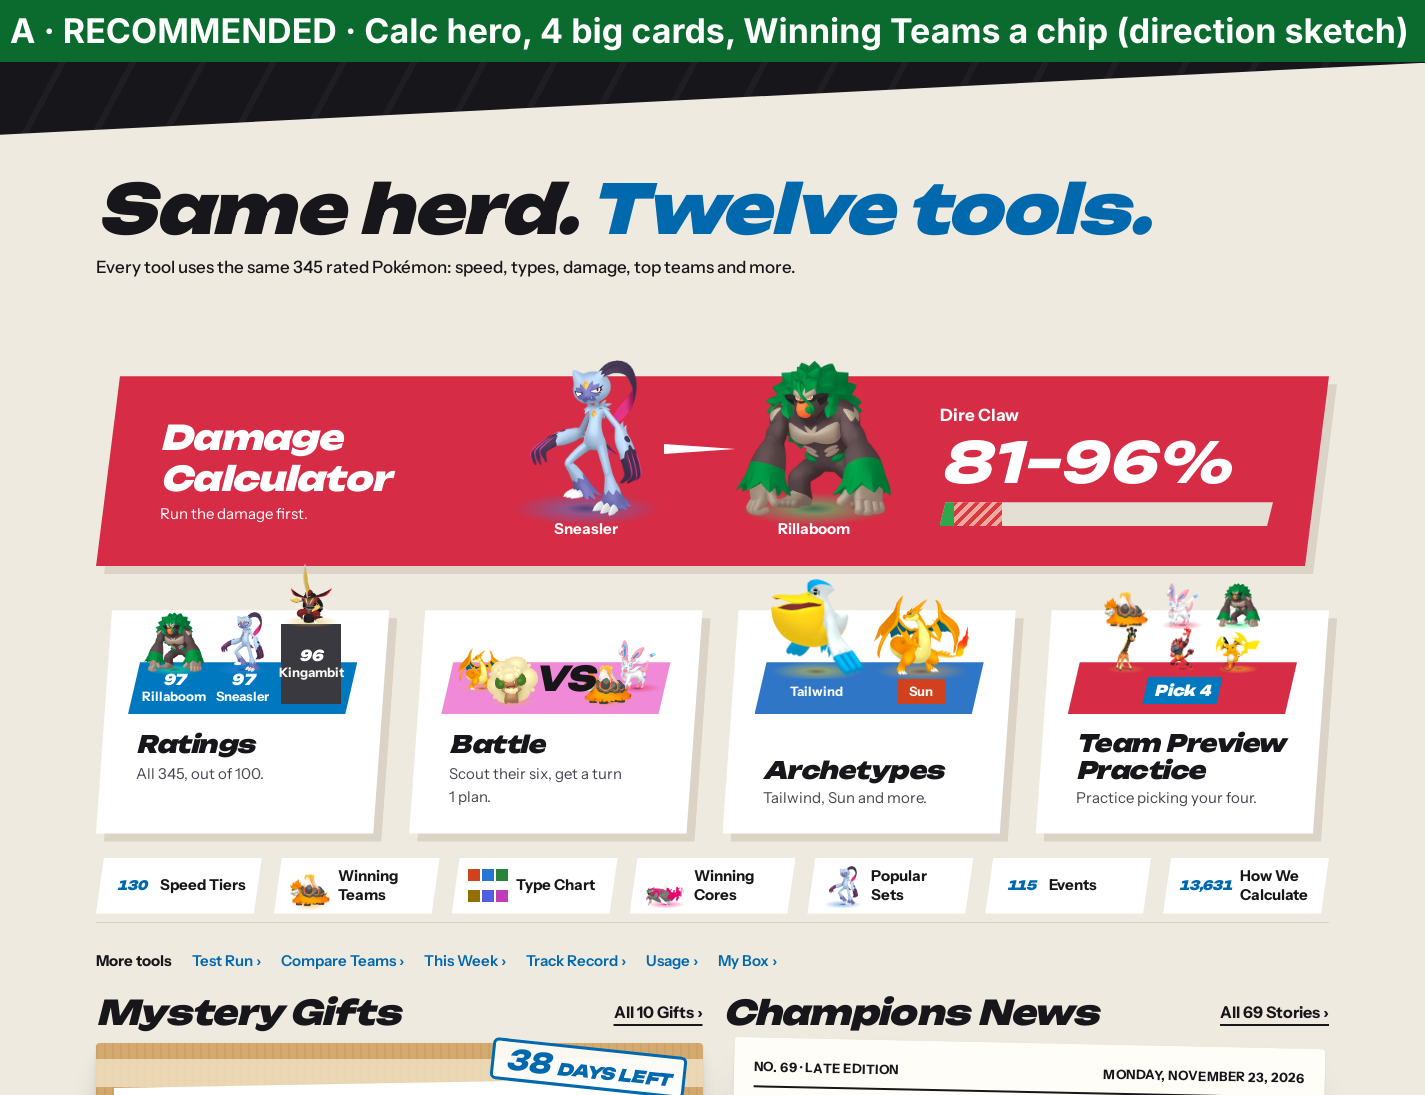 A · RECOMMENDED · Calc hero, 4 big cards, Winning Teams a chip (direction sketch)
Same herd. Twelve tools.
Every tool uses the same 345 rated Pokémon: speed, types, damage, top teams and more.
Damage
Calculator
Run the damage first.
Sneasler
Rillaboom
Dire Claw
81–96%
97
Rillaboom
97
Sneasler
96
Kingambit
Ratings
All 345, out of 100.
VS
Battle
Scout their six, get a turn
1 plan.
Tailwind
Sun
Archetypes
Tailwind, Sun and more.
Pick 4
Team Preview
Practice
Practice picking your four.
130 Speed Tiers
Winning
Teams
Type Chart
Winning
Cores
Popular
Sets
115 Events
13,631 How We
Calculate
More tools Test Run › Compare Teams › This Week › Track Record › Usage › My Box ›
Mystery Gifts
All 10 Gifts ›
38 DAYS LEFT
Champions News
All 69 Stories ›
NO. 69 · LATE EDITION
MONDAY, NOVEMBER 23, 2026